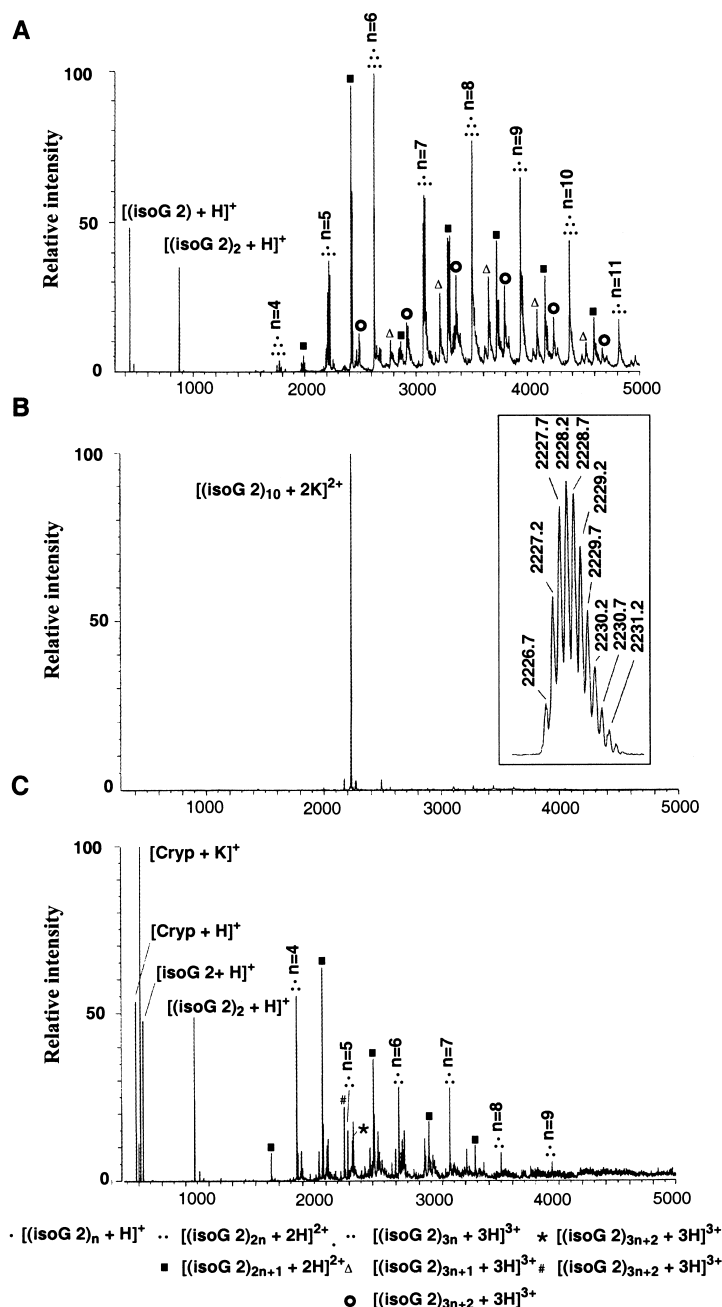 A
100
50
0
Relative intensity
[(isoG 2) + H]+
[(isoG 2)2 + H]+
n=4
n=5
n=6
n=7
n=8
n=9
n=10
n=11
1000 2000 3000 4000 5000
B
100
50
0
Relative intensity
[(isoG 2)10 + 2K]2+
2226.7
2227.2
2227.7
2228.2
2228.7
2229.2
2229.7
2230.2
2230.7
2231.2
1000 2000 3000 4000 5000
C
100
50
0
Relative intensity
[Cryp + K]+
[Cryp + H]+
[isoG 2+ H]+
[(isoG 2)2 + H]+
n=4
n=5
n=6
n=7
n=8
n=9
#
*
1000 2000 3000 4000 5000
· [(isoG 2)n + H]+ ·· [(isoG 2)2n + 2H]2+ ∴ [(isoG 2)3n + 3H]3+ * [(isoG 2)3n+2 + 3H]3+
■ [(isoG 2)2n+1 + 2H]2+ Δ [(isoG 2)3n+1 + 3H]3+ # [(isoG 2)3n+2 + 3H]3+
O [(isoG 2)3n+2 + 3H]3+